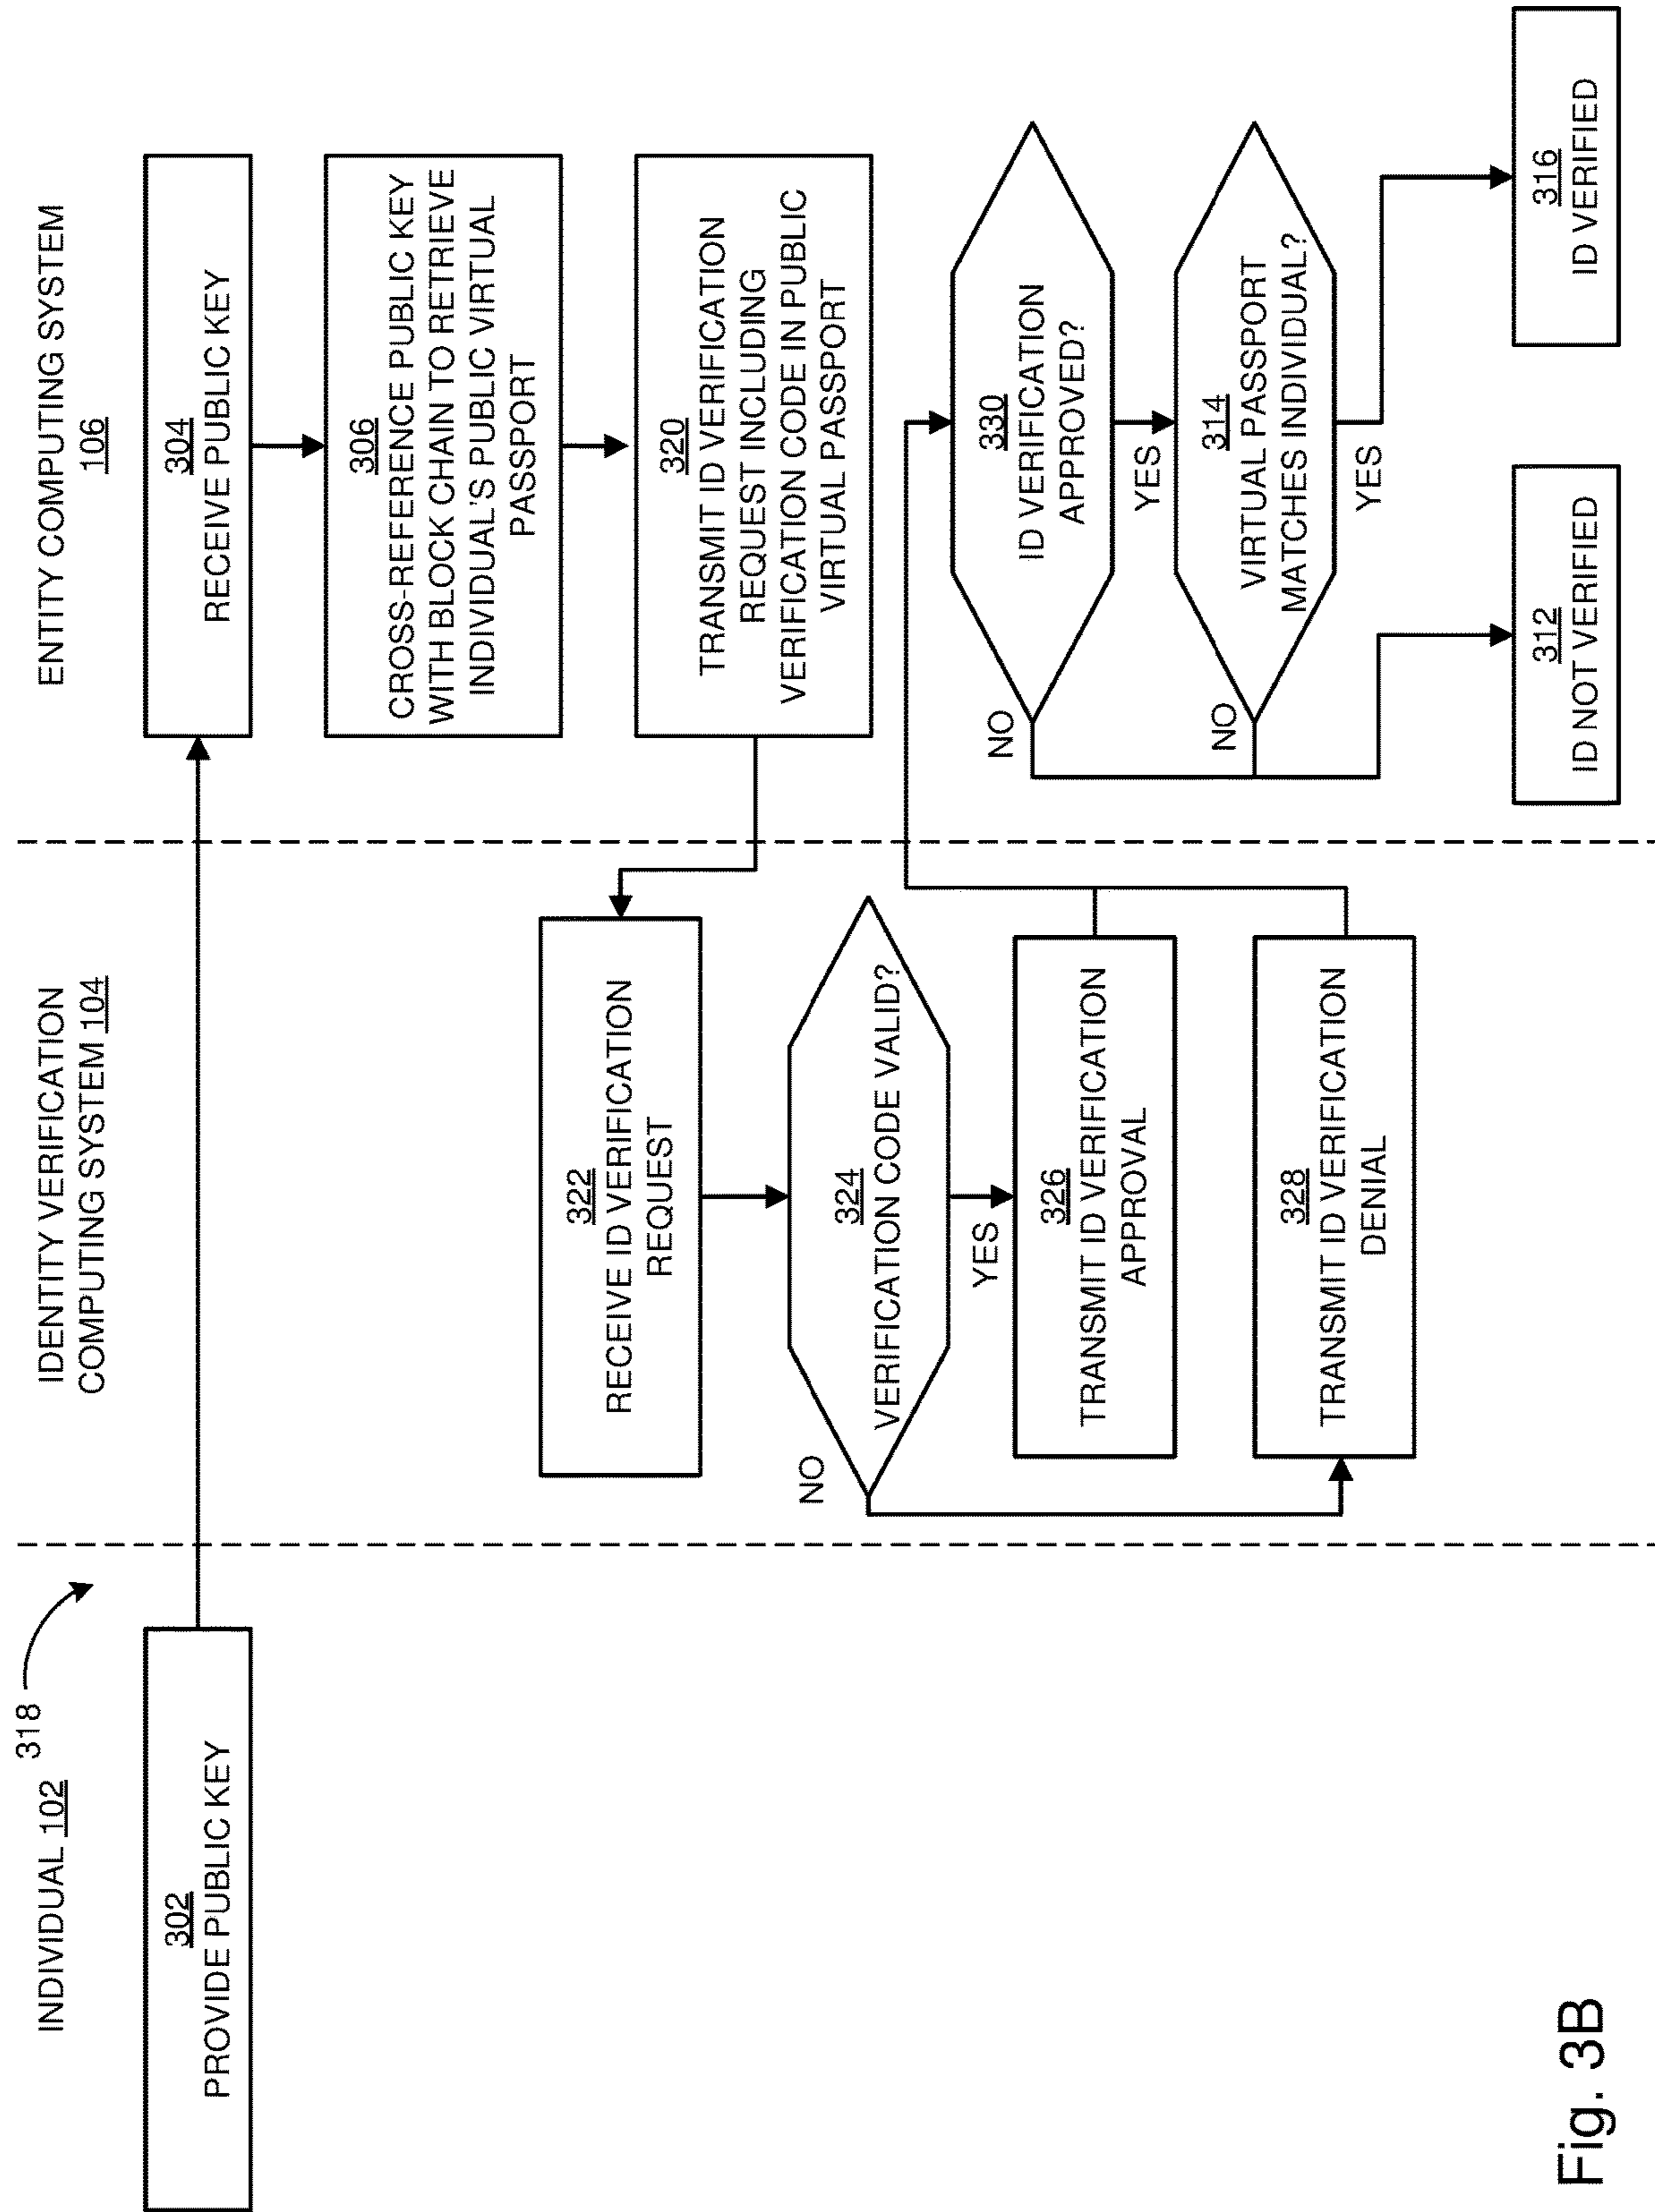 INDIVIDUAL 102
318
302
PROVIDE PUBLIC KEY
IDENTITY VERIFICATION
COMPUTING SYSTEM 104
322
RECEIVE ID VERIFICATION
REQUEST
324
VERIFICATION CODE VALID?
NO
YES
326
TRANSMIT ID VERIFICATION
APPROVAL
328
TRANSMIT ID VERIFICATION
DENIAL
ENTITY COMPUTING SYSTEM
106
304
RECEIVE PUBLIC KEY
306
CROSS-REFERENCE PUBLIC KEY
WITH BLOCK CHAIN TO RETRIEVE
INDIVIDUAL'S PUBLIC VIRTUAL
PASSPORT
320
TRANSMIT ID VERIFICATION
REQUEST INCLUDING
VERIFICATION CODE IN PUBLIC
VIRTUAL PASSPORT
330
ID VERIFICATION
APPROVED?
NO
YES
314
VIRTUAL PASSPORT
MATCHES INDIVIDUAL?
NO
YES
312
ID NOT VERIFIED
316
ID VERIFIED
Fig. 3B